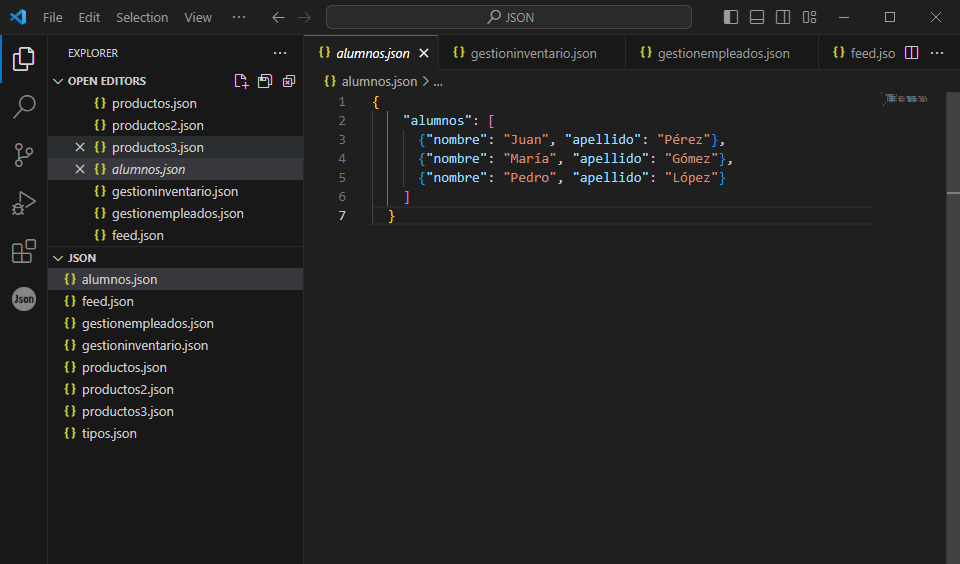 File Edit Selection View ··· JSON
EXPLORER ···
OPEN EDITORS
{} productos.json
{} productos2.json
{} productos3.json
{} alumnos.json
{} gestioninventario.json
{} gestionempleados.json
{} feed.json
JSON
{} alumnos.json
{} feed.json
{} gestionempleados.json
{} gestioninventario.json
{} productos.json
{} productos2.json
{} productos3.json
{} tipos.json
Json
{} alumnos.json {} gestioninventario.json {} gestionempleados.json {} feed.jso ···
{} alumnos.json > ...
1 {
2 "alumnos": [
3 {"nombre": "Juan", "apellido": "Pérez"},
4 {"nombre": "María", "apellido": "Gómez"},
5 {"nombre": "Pedro", "apellido": "López"}
6 ]
7 }